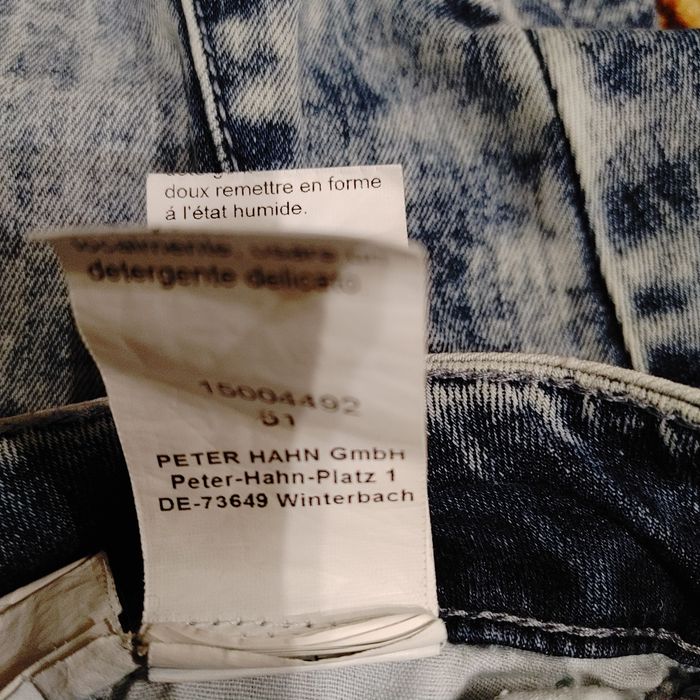 doux remettre en forme
á l'état humide.
detergente delicato
15004492
51
PETER HAHN GmbH
Peter-Hahn-Platz 1
DE-73649 Winterbach